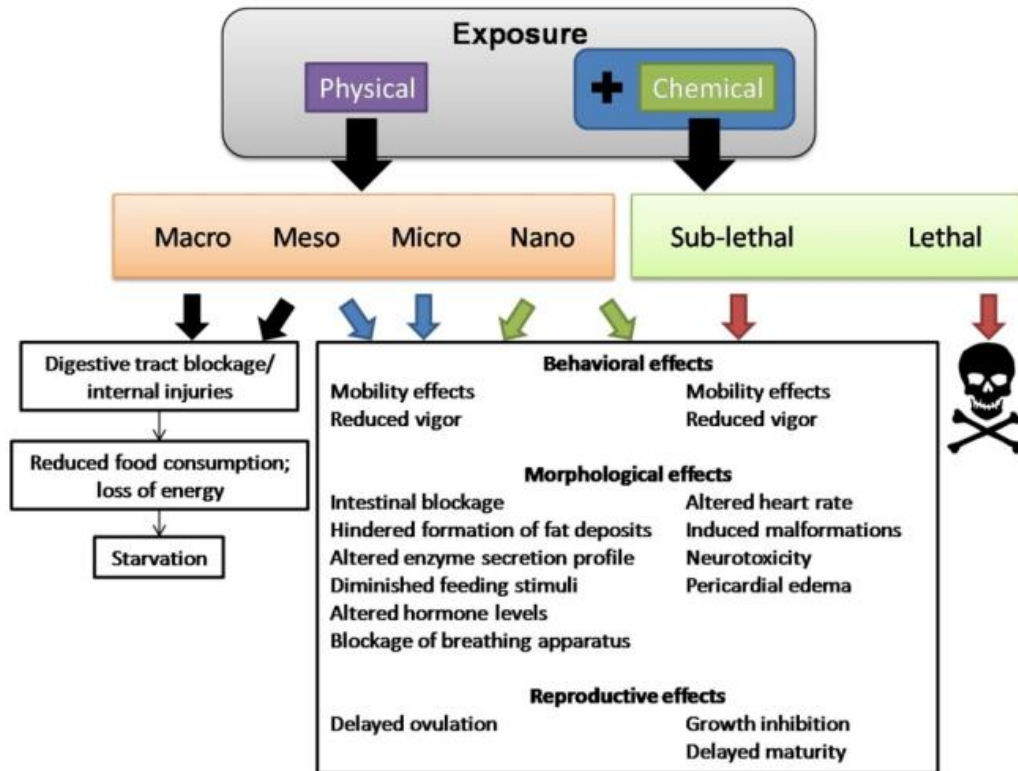 Exposure
Physical
+ Chemical
Macro Meso Micro Nano
Sub-lethal Lethal
Digestive tract blockage/
internal injuries
Reduced food consumption;
loss of energy
Starvation
Behavioral effects
Mobility effects Mobility effects
Reduced vigor Reduced vigor
Morphological effects
Intestinal blockage Altered heart rate
Hindered formation of fat deposits Induced malformations
Altered enzyme secretion profile Neurotoxicity
Diminished feeding stimuli Pericardial edema
Altered hormone levels
Blockage of breathing apparatus
Reproductive effects
Delayed ovulation Growth inhibition
Delayed maturity